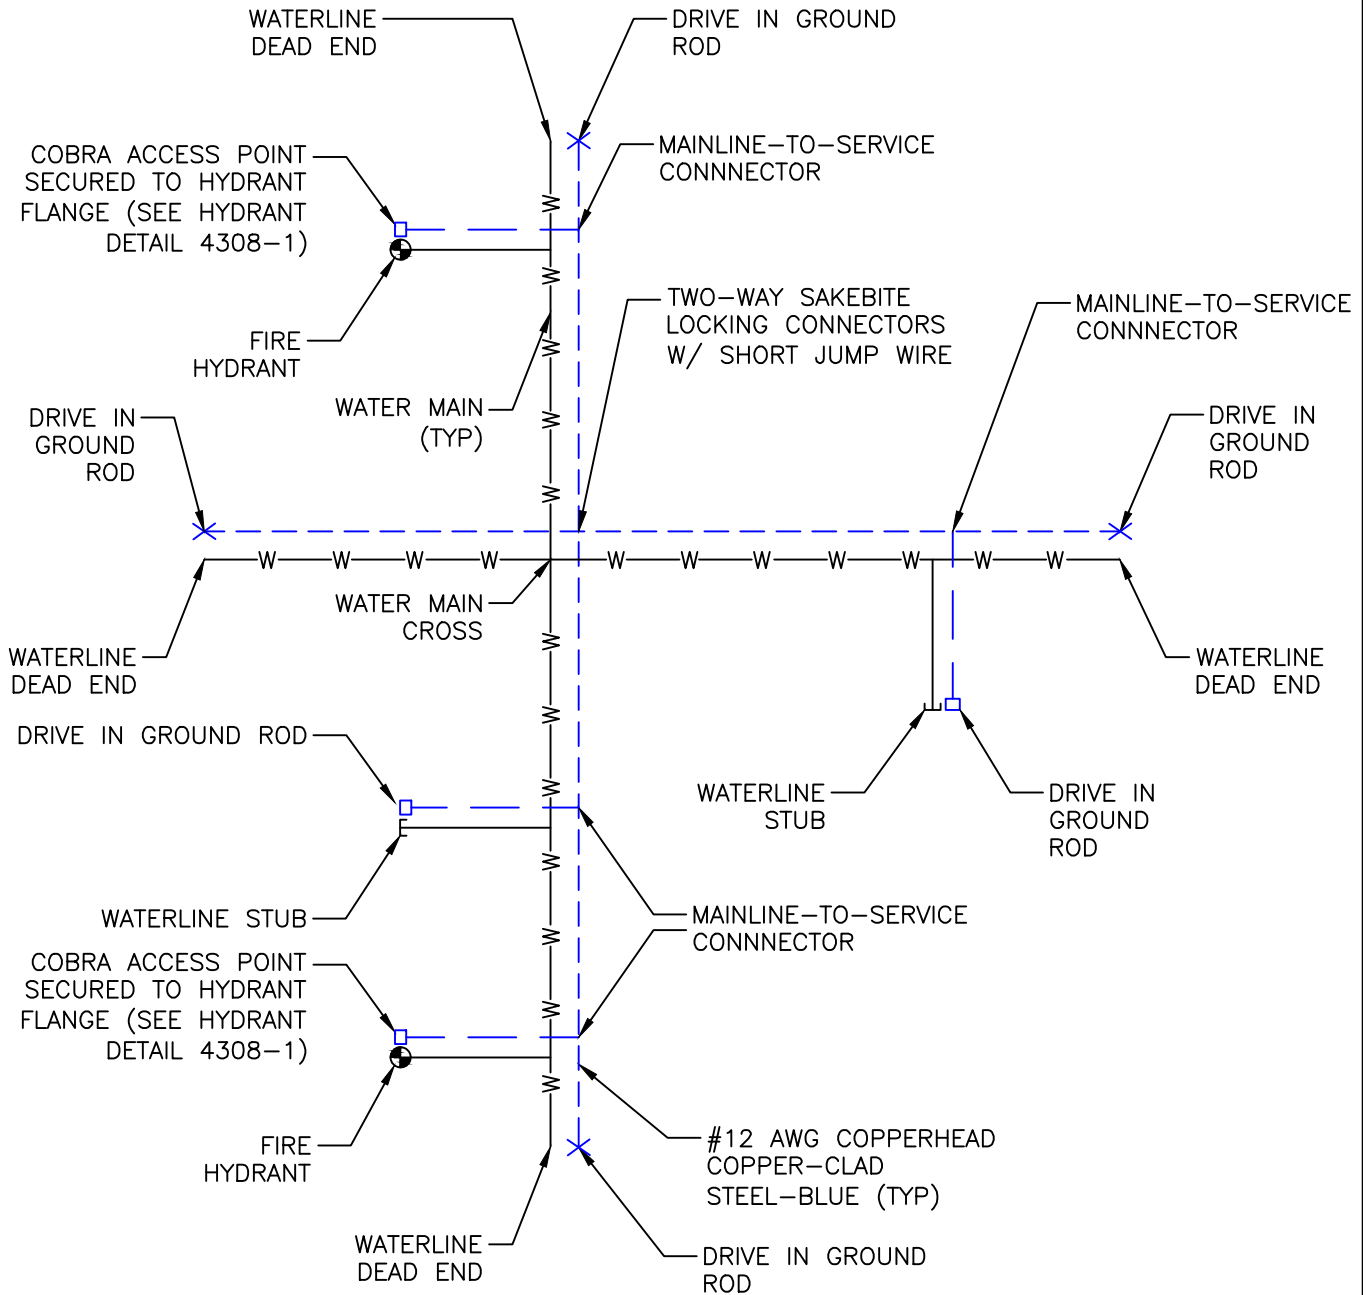 WATERLINE
DEAD END
DRIVE IN GROUND
ROD
COBRA ACCESS POINT
SECURED TO HYDRANT
FLANGE (SEE HYDRANT
DETAIL 4308-1)
MAINLINE-TO-SERVICE
CONNNECTOR
FIRE
HYDRANT
TWO-WAY SAKEBITE
LOCKING CONNECTORS
W/ SHORT JUMP WIRE
MAINLINE-TO-SERVICE
CONNNECTOR
WATER MAIN
(TYP)
DRIVE IN
GROUND
ROD
DRIVE IN
GROUND
ROD
W
W
W
W
W
W W W W W W W W W W W
WATER MAIN
CROSS
WATERLINE
DEAD END
WATERLINE
DEAD END
W
W
W
W
W
W
W
DRIVE IN GROUND ROD
WATERLINE
STUB
DRIVE IN
GROUND
ROD
WATERLINE STUB
MAINLINE-TO-SERVICE
CONNNECTOR
COBRA ACCESS POINT
SECURED TO HYDRANT
FLANGE (SEE HYDRANT
DETAIL 4308-1)
FIRE
HYDRANT
#12 AWG COPPERHEAD
COPPER-CLAD
STEEL-BLUE (TYP)
WATERLINE
DEAD END
DRIVE IN GROUND
ROD